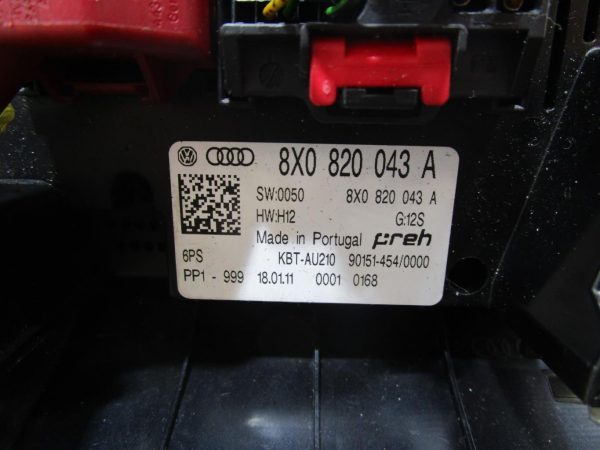 8X0 820 043 A
SW:0050 8X0 820 043 A
HW:H12 G:12S
Made in Portugal preh
6PS KBT-AU210 90151-454/0000
PP1 - 999 18.01.11 0001 0168